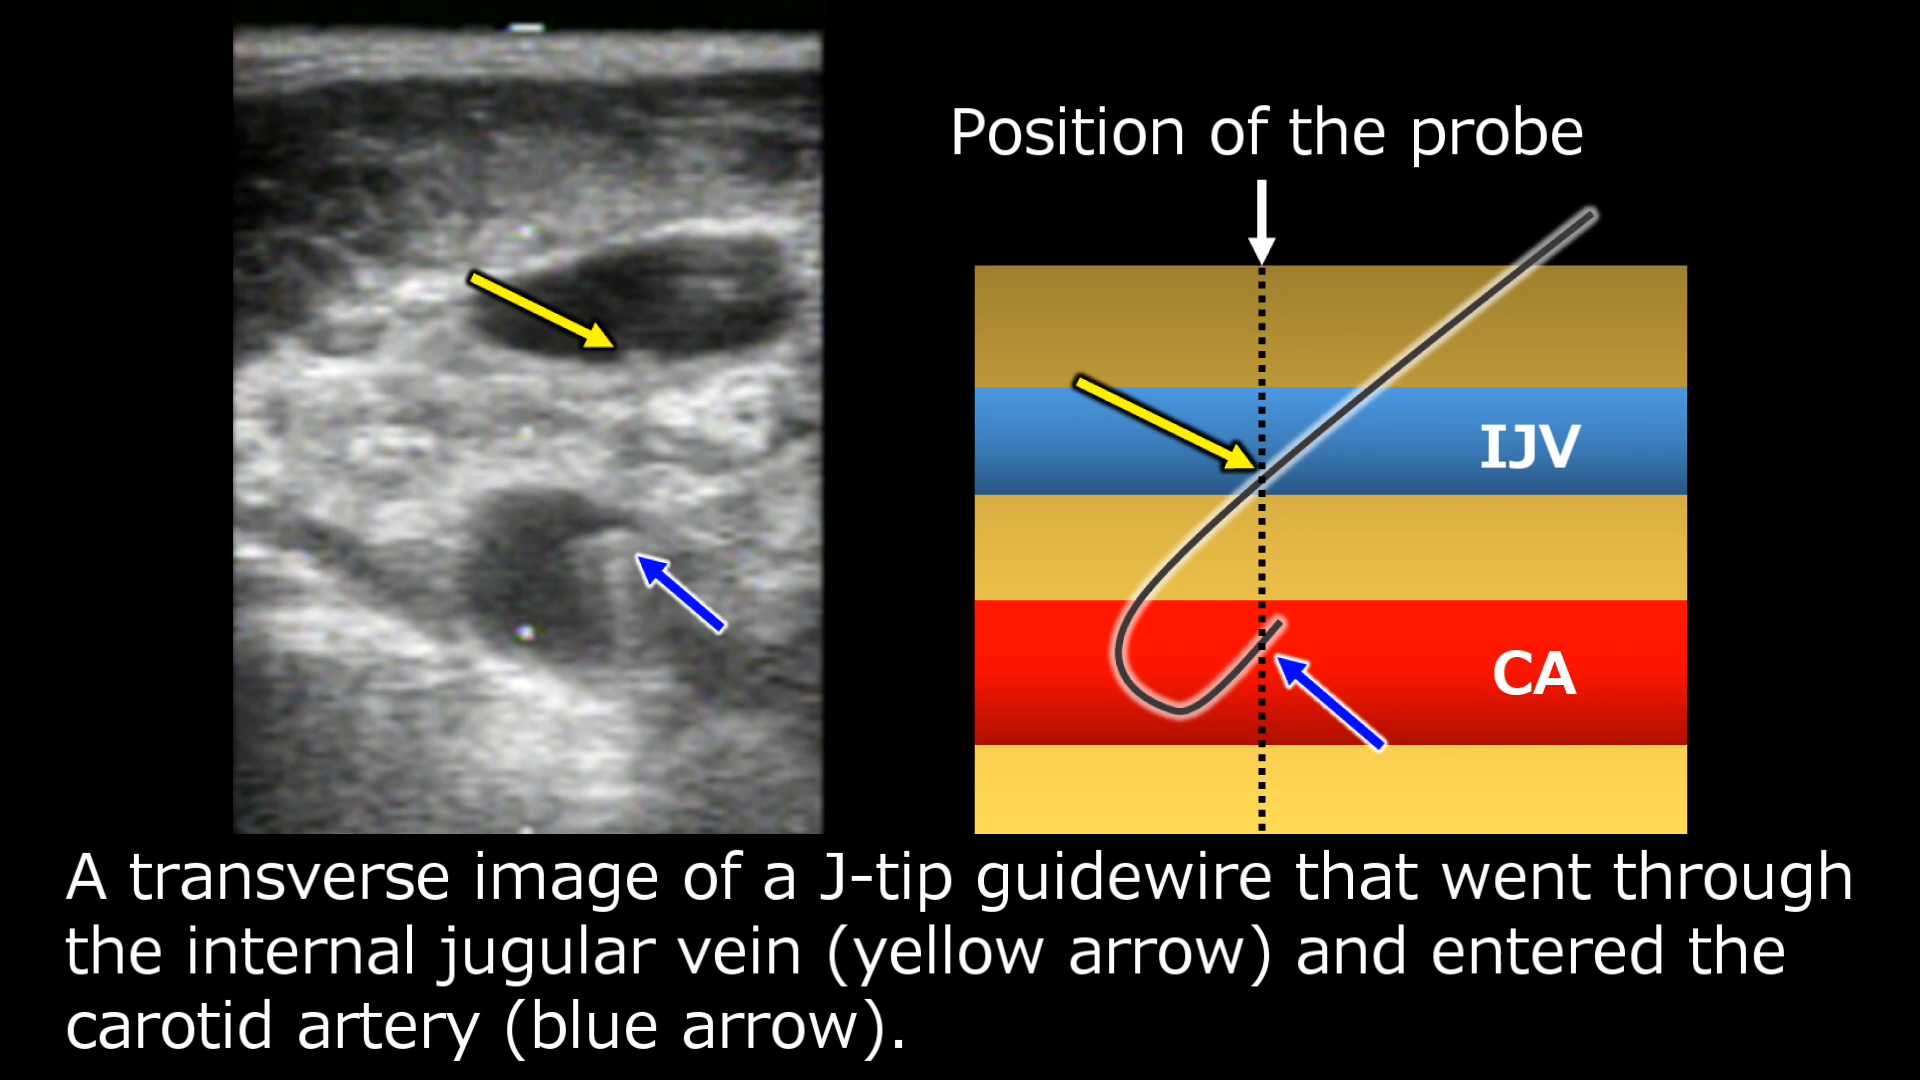 Position of the probe
IJV
CA
A transverse image of a J-tip guidewire that went through
the internal jugular vein (yellow arrow) and entered the
carotid artery (blue arrow).